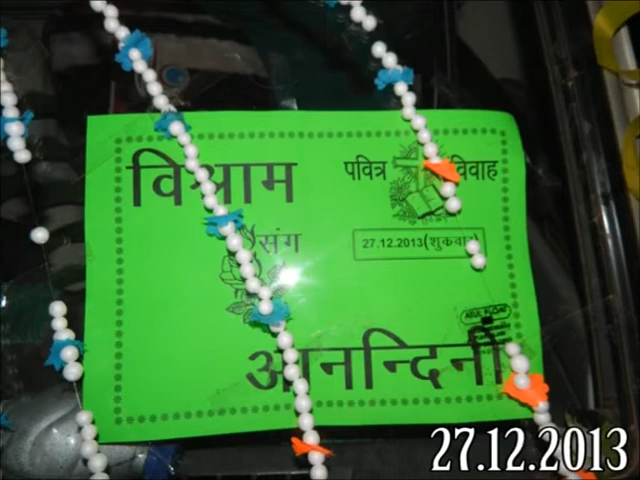 विश्राम
पवित्र विवाह
संग
27.12.2013(शुक्रवार)
आनन्दिनी
27.12.2013